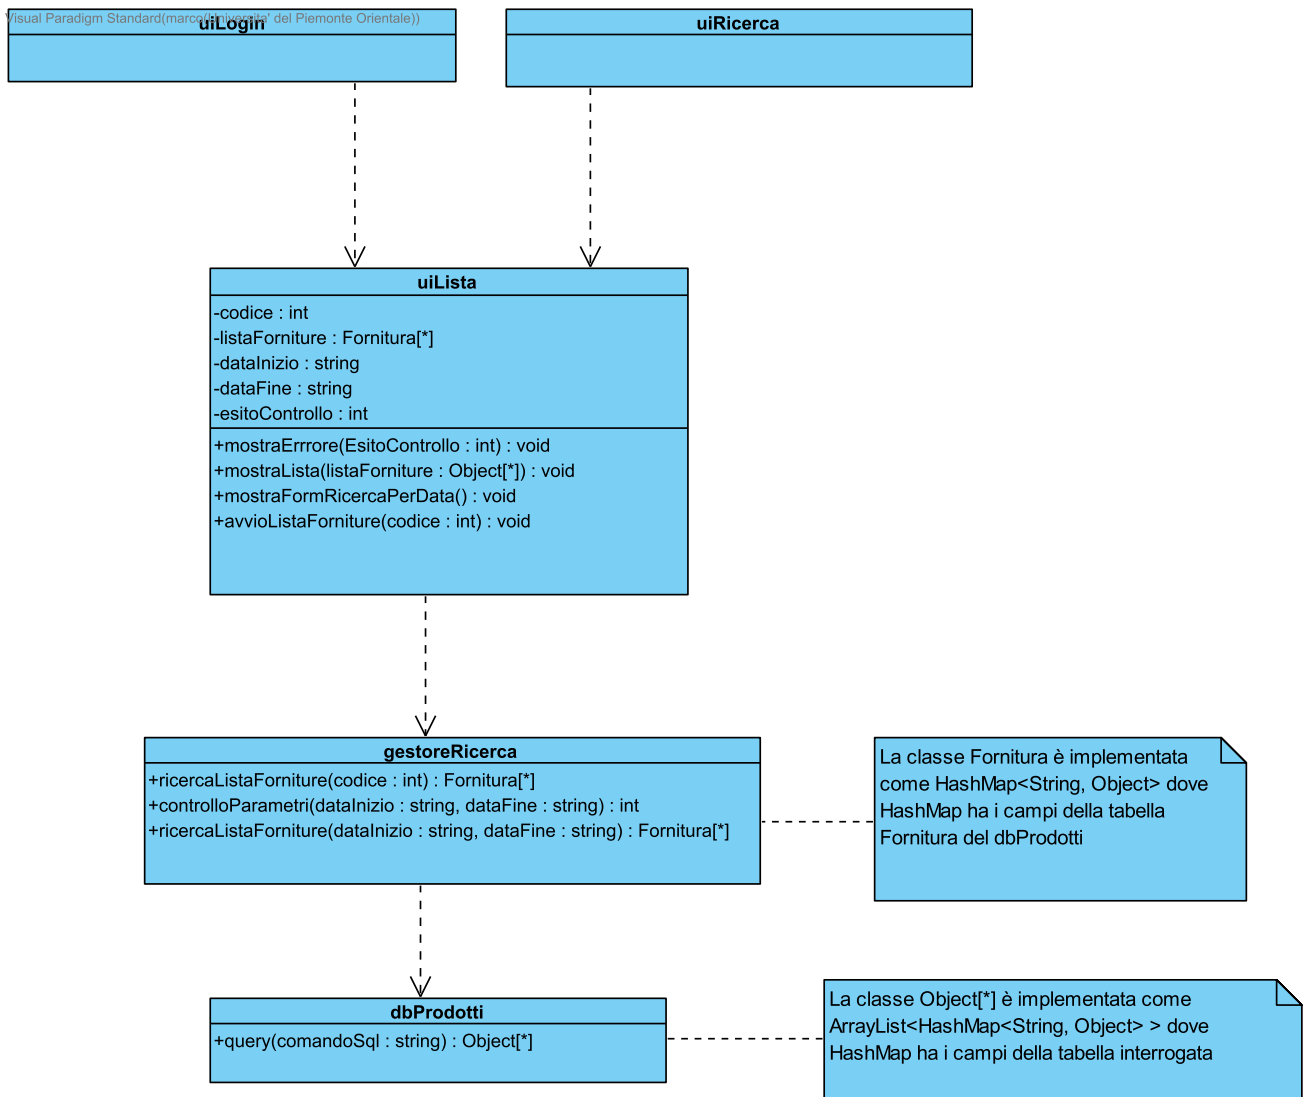 Visual Paradigm Standard(marco(Universita' del Piemonte Orientale))
uiLogin
uiRicerca
uiLista
-codice : int
-listaForniture : Fornitura[*]
-dataInizio : string
-dataFine : string
-esitoControllo : int
+mostraErrrore(EsitoControllo : int) : void
+mostraLista(listaForniture : Object[*]) : void
+mostraFormRicercaPerData() : void
+avvioListaForniture(codice : int) : void
gestoreRicerca
+ricercaListaForniture(codice : int) : Fornitura[*]
+controlloParametri(dataInizio : string, dataFine : string) : int
+ricercaListaForniture(dataInizio : string, dataFine : string) : Fornitura[*]
La classe Fornitura è implementata
come HashMap<String, Object> dove
HashMap ha i campi della tabella
Fornitura del dbProdotti
dbProdotti
+query(comandoSql : string) : Object[*]
La classe Object[*] è implementata come
ArrayList<HashMap<String, Object> > dove
HashMap ha i campi della tabella interrogata